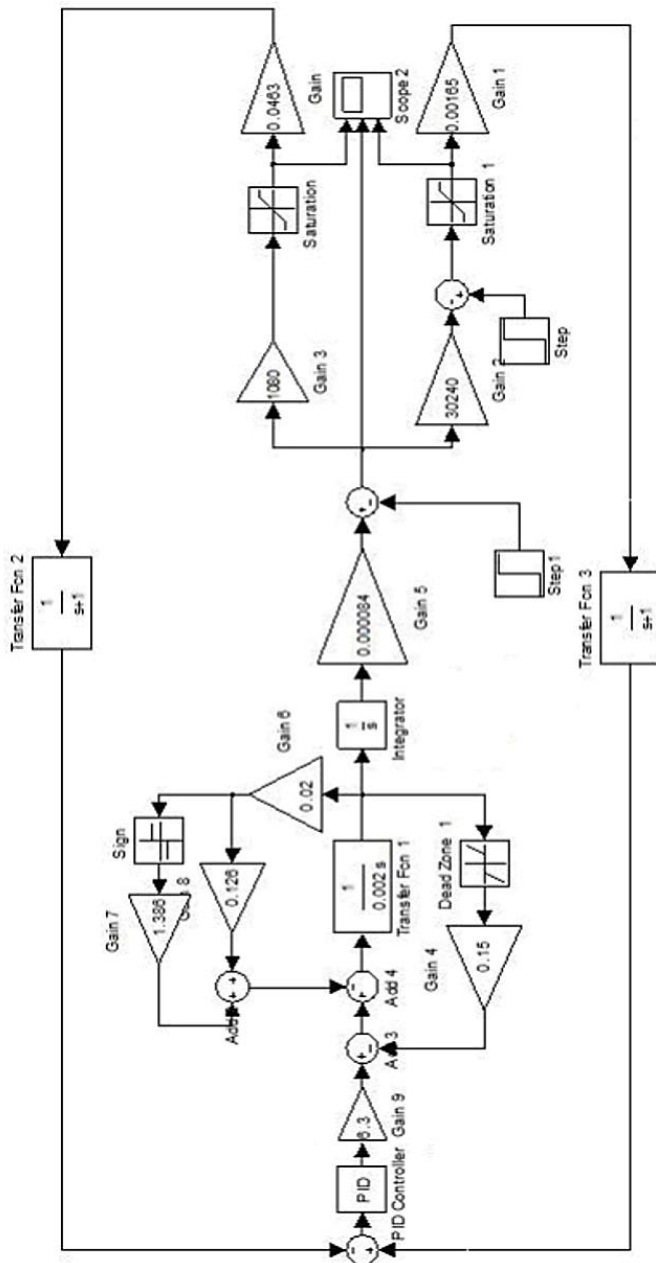 Transfer Fcn 2
1
s+1
0.0463
Gain
Saturation
1080
Gain 3
Scope 2
0.00165
Gain 1
Saturation 1
30240
Gain 2
Step
Step1
0.000084
Gain 5
1
s
Integrator
0.02
Gain 6
Sign
1.386
Gain 7
0.126
1
0.002 s
Transfer Fcn 1
Dead Zone 1
0.15
Gain 4
Add 4
6.3
Gain 9
PID
PID Controller
Transfer Fcn 3
1
s+1